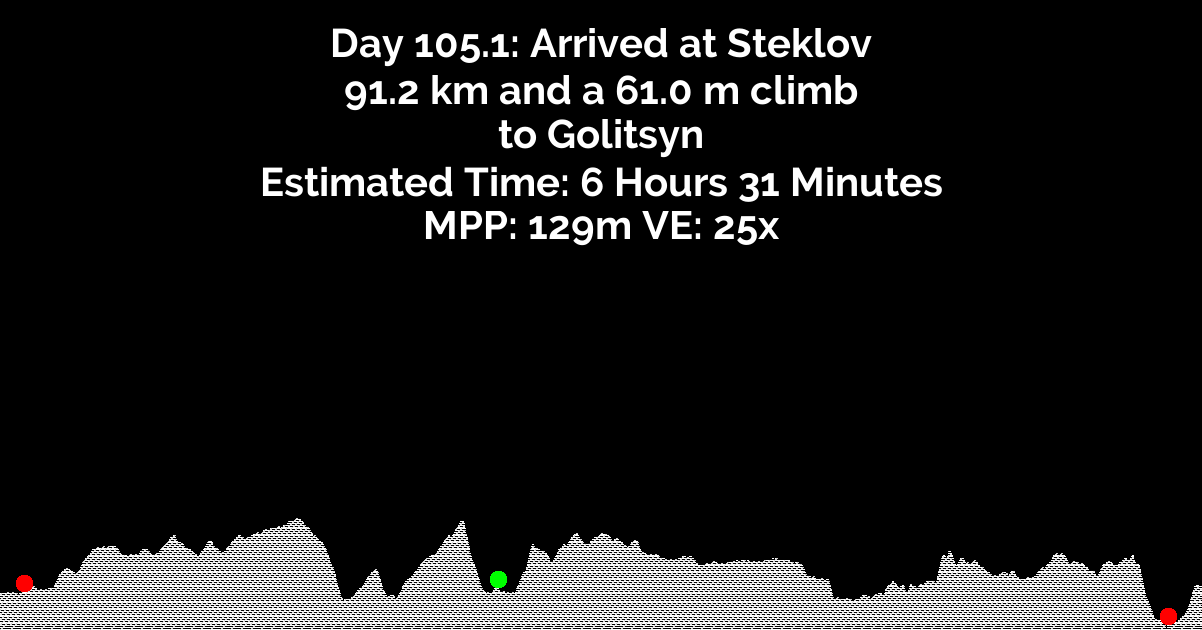 Day 105.1: Arrived at Steklov
91.2 km and a 61.0 m climb
to Golitsyn
Estimated Time: 6 Hours 31 Minutes
MPP: 129m VE: 25x